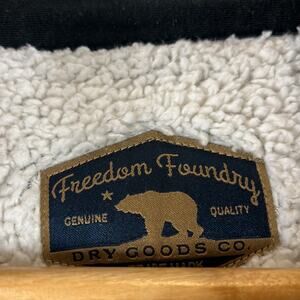 Freedom Foundry
GENUINE QUALITY
DRY GOODS CO.